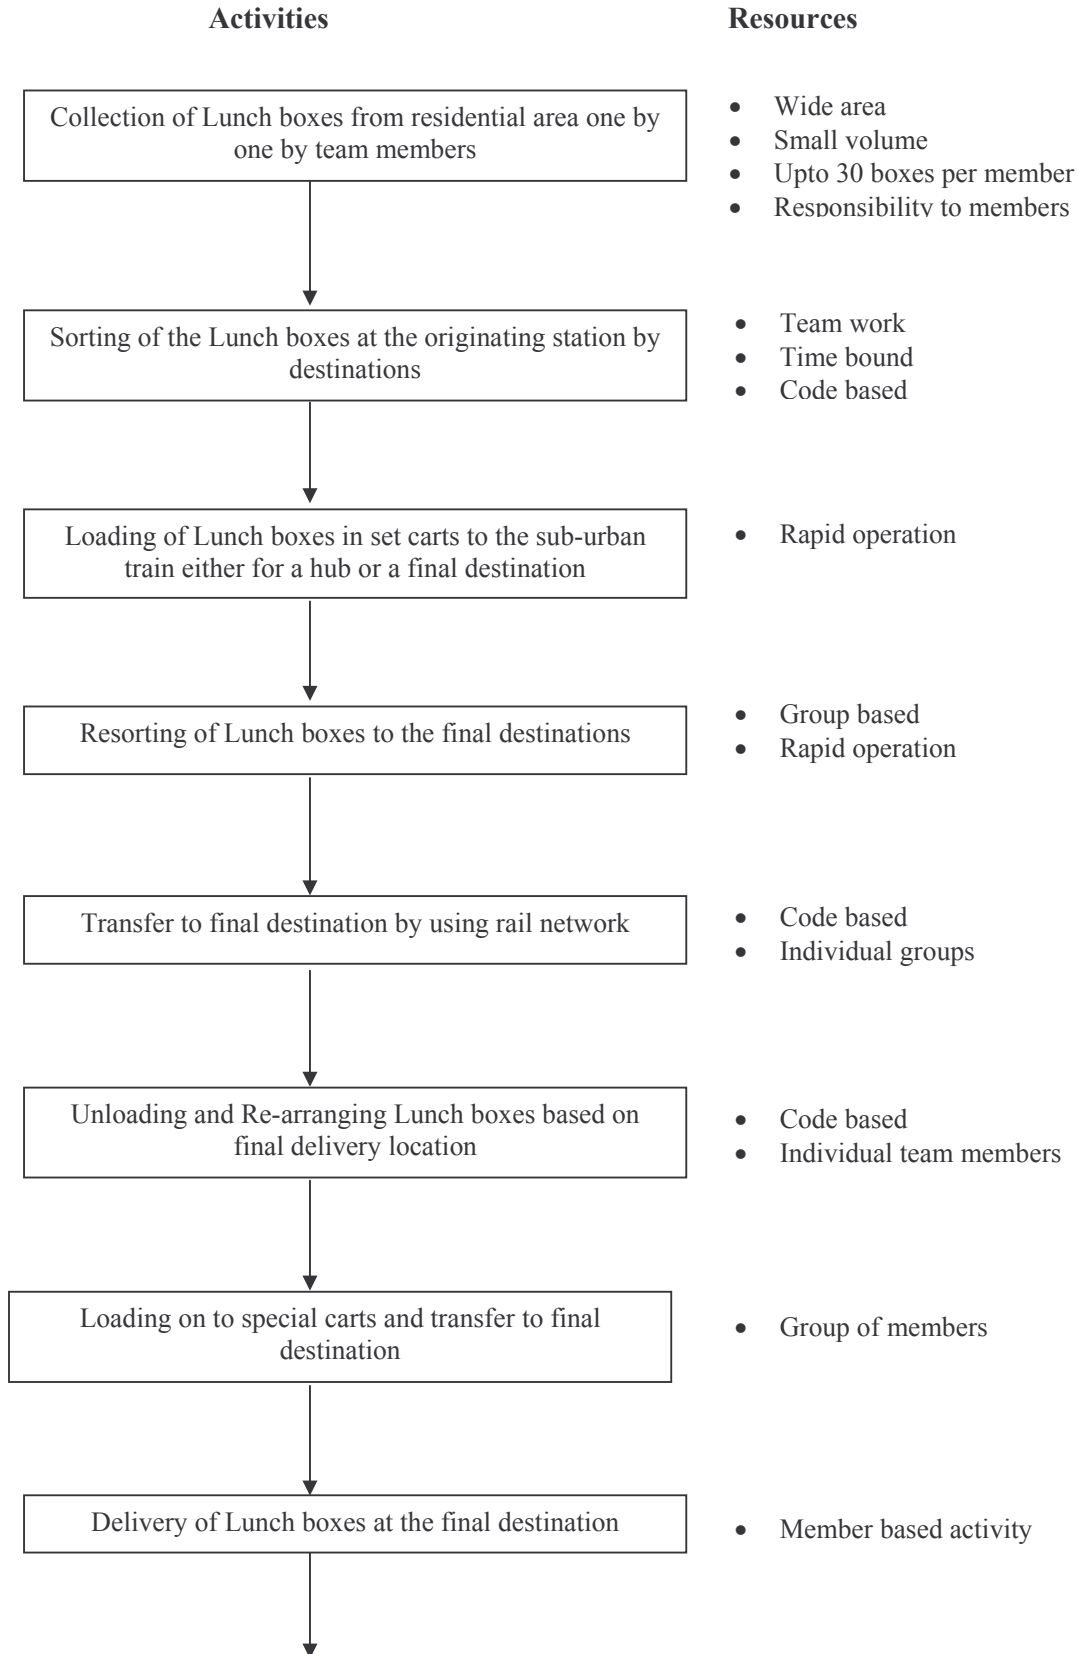 Activities
Resources
Collection of Lunch boxes from residential area one by
one by team members
• Wide area
• Small volume
• Upto 30 boxes per member
• Responsibility to members
Sorting of the Lunch boxes at the originating station by
destinations
• Team work
• Time bound
• Code based
Loading of Lunch boxes in set carts to the sub-urban
train either for a hub or a final destination
• Rapid operation
Resorting of Lunch boxes to the final destinations
• Group based
• Rapid operation
Transfer to final destination by using rail network
• Code based
• Individual groups
Unloading and Re-arranging Lunch boxes based on
final delivery location
• Code based
• Individual team members
Loading on to special carts and transfer to final
destination
• Group of members
Delivery of Lunch boxes at the final destination
• Member based activity